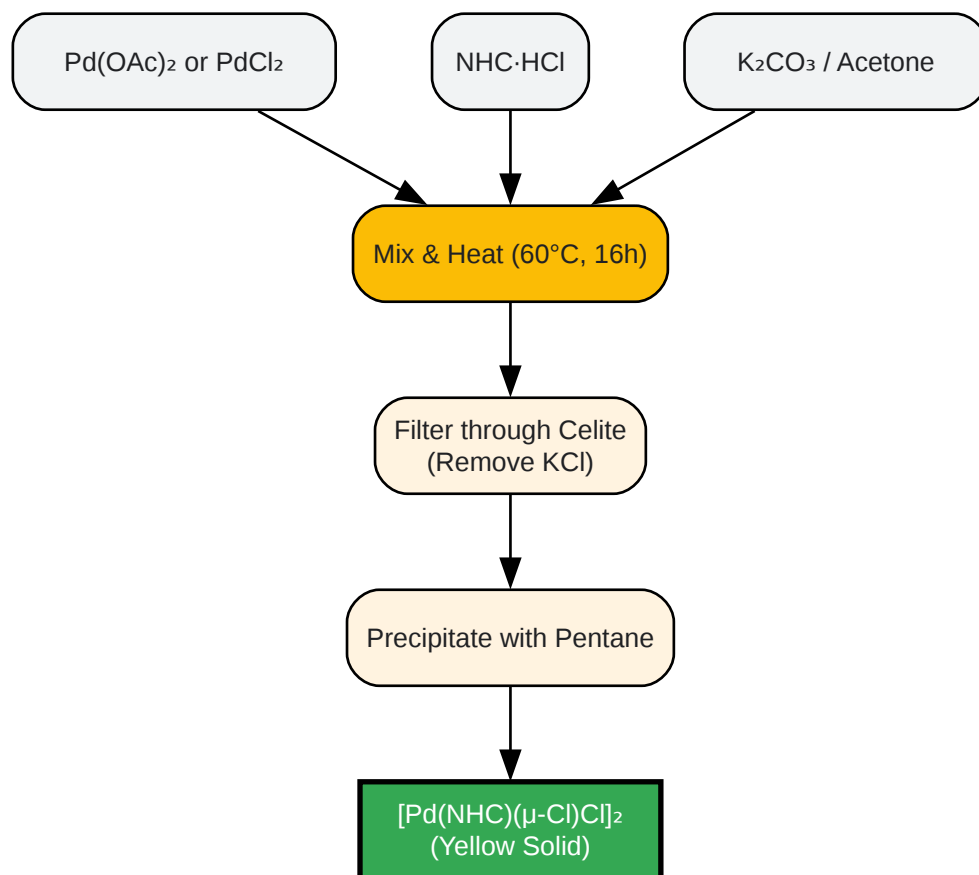 Pd(OAc)₂ or PdCl₂
NHC·HCl
K₂CO₃ / Acetone
Mix & Heat (60°C, 16h)
Filter through Celite
(Remove KCl)
Precipitate with Pentane
[Pd(NHC)(μ-Cl)Cl]₂
(Yellow Solid)